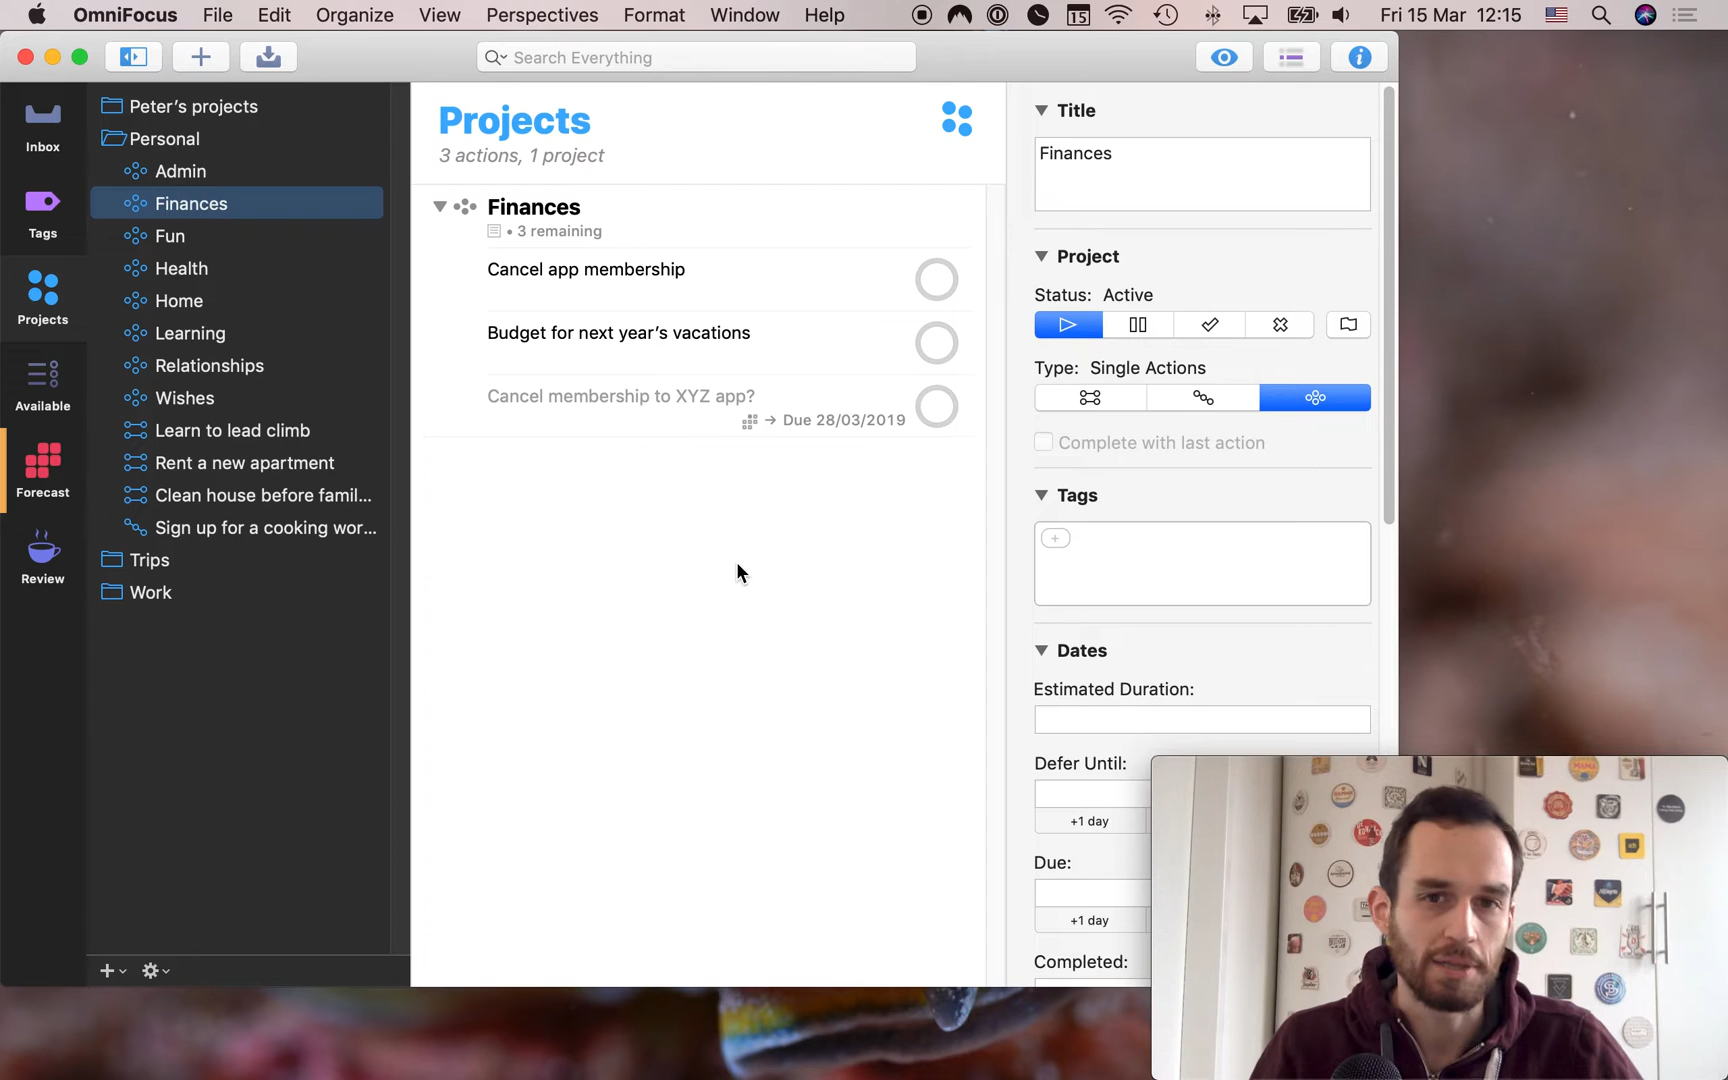 OmniFocus File Edit Organize View Perspectives Format Window Help 15 Fri 15 Mar 12:15
Search Everything
Inbox
Tags
Projects
Available
Forecast
Review
Peter's projects
Personal
Admin
Finances
Fun
Health
Home
Learning
Relationships
Wishes
Learn to lead climb
Rent a new apartment
Clean house before famil...
Sign up for a cooking wor...
Trips
Work
Projects
3 actions, 1 project
Finances
• 3 remaining
Cancel app membership
Budget for next year's vacations
Cancel membership to XYZ app?
Due 28/03/2019
Title
Finances
Project
Status: Active
Type: Single Actions
Complete with last action
Tags
Dates
Estimated Duration:
Defer Until:
+1 day
Due:
+1 day
Completed: